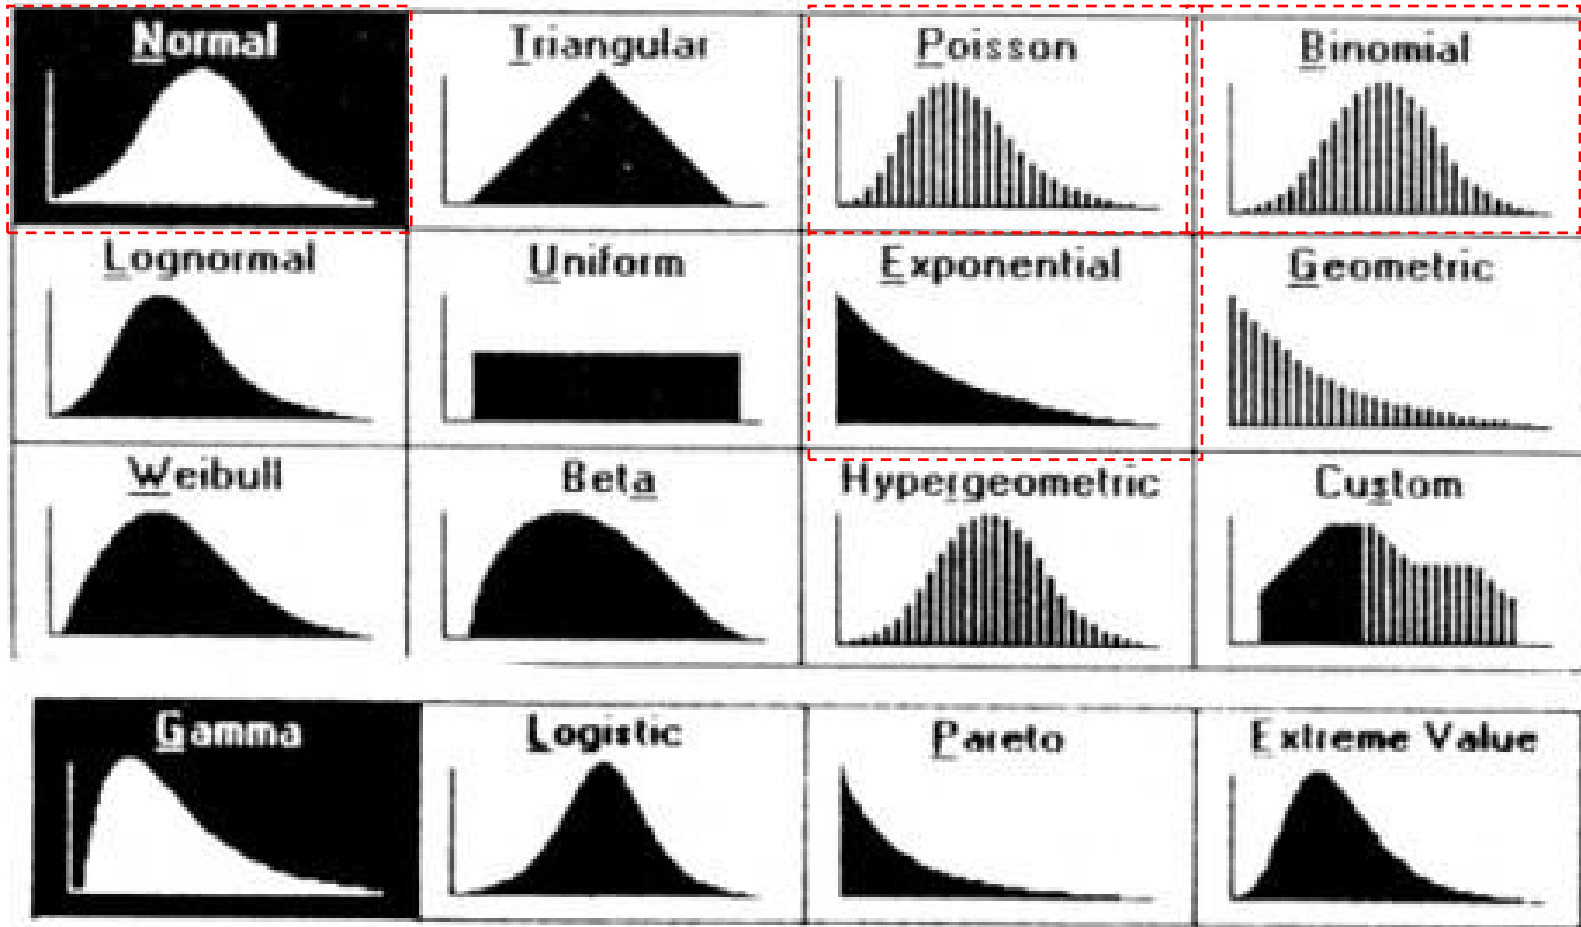 Normal
Triangular
Poisson
Binomial
Lognormal
Uniform
Exponential
Geometric
Weibull
Beta
Hypergeometric
Custom
Gamma
Logistic
Pareto
Extreme Value